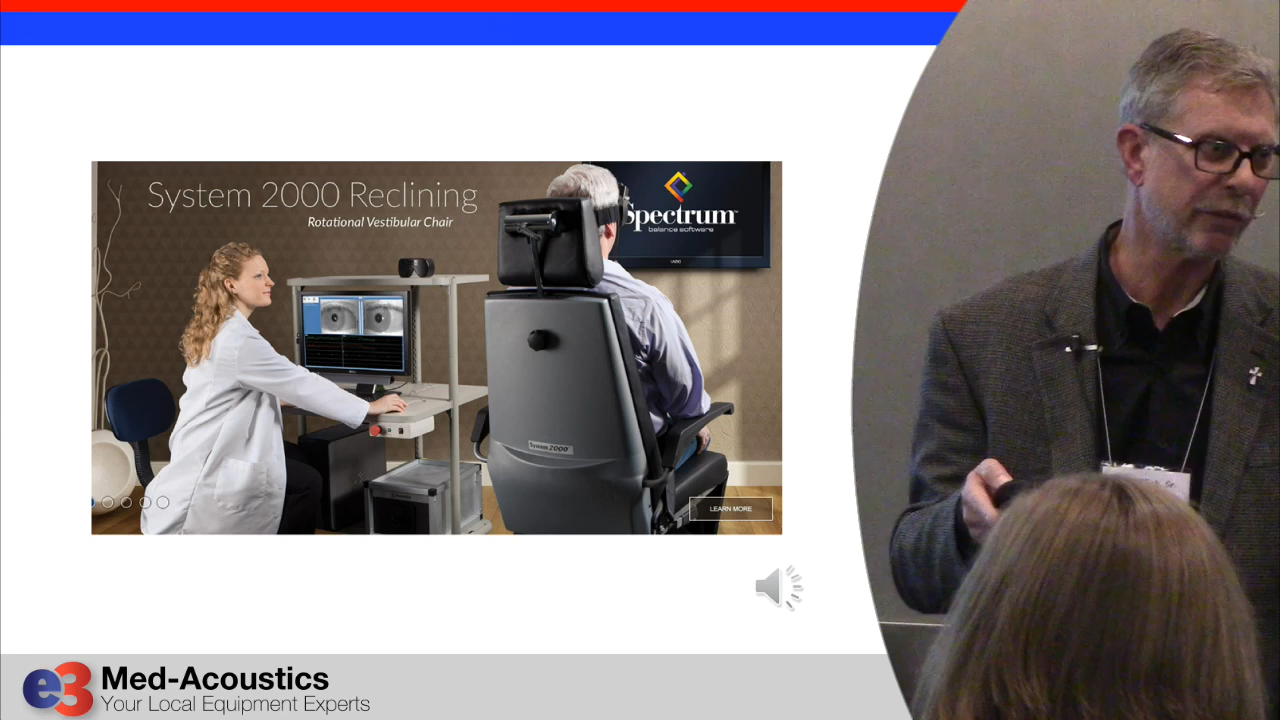 System 2000 Reclining
Rotational Vestibular Chair
Spectrum
balance software
System 2000
LEARN MORE
e3 Med-Acoustics
Your Local Equipment Experts